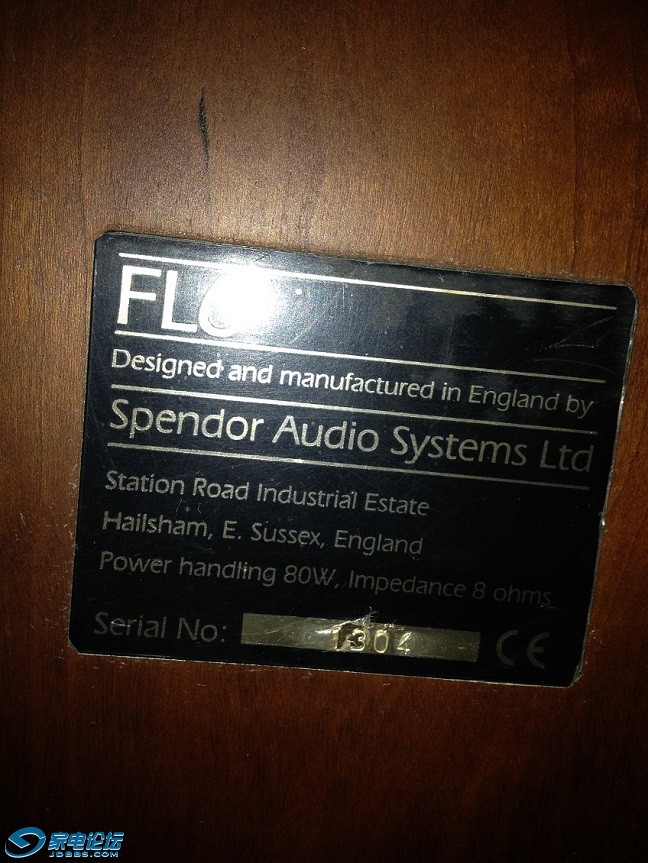 FL6
Designed and manufactured in England by
Spendor Audio Systems Ltd
Station Road Industrial Estate
Hailsham, E. Sussex, England
Power handling 80W, Impedance 8 ohms
Serial No: 1304 CE
家电论坛
JDBBS.COM